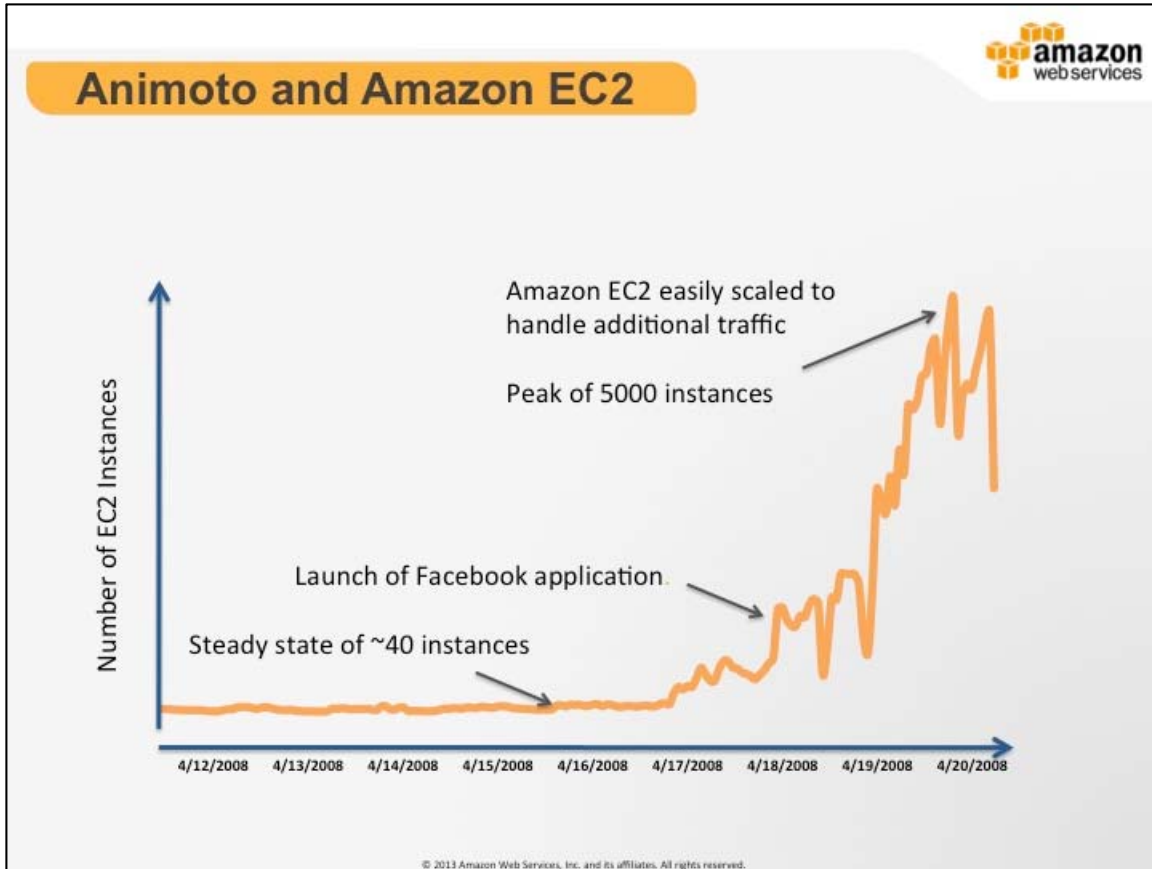 amazon
webservices
Animoto and Amazon EC2
Amazon EC2 easily scaled to
handle additional traffic
Peak of 5000 instances
Number of EC2 Instances
Launch of Facebook application.
Steady state of ~40 instances
4/12/2008 4/13/2008 4/14/2008 4/15/2008 4/16/2008 4/17/2008 4/18/2008 4/19/2008 4/20/2008
© 2013 Amazon Web Services, Inc. and its affiliates. All rights reserved.